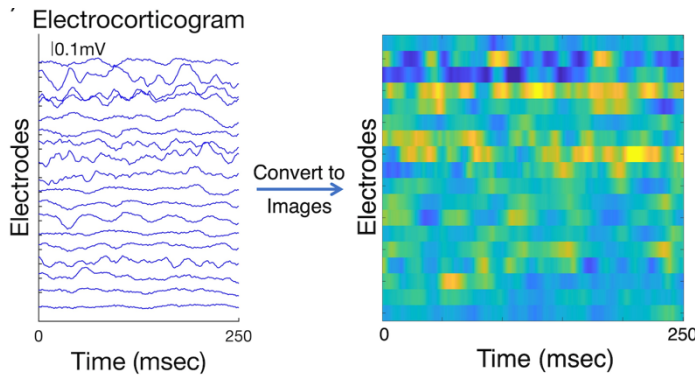 Electrocorticogram
0.1mV
Electrodes
0
250
Time (msec)
Convert to
Images
Electrodes
0
250
Time (msec)